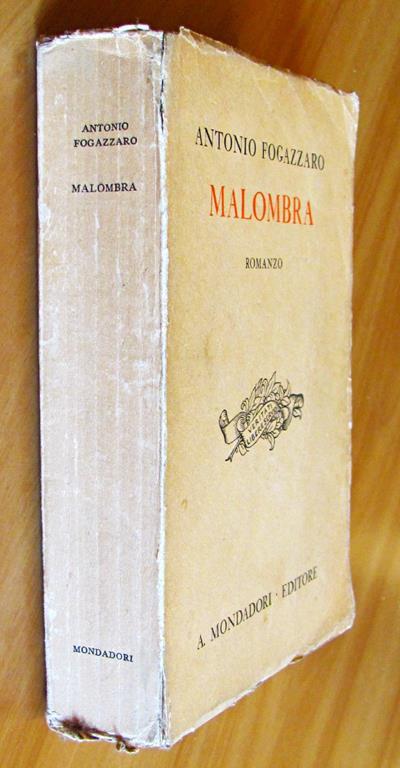 ANTONIO
FOGAZZARO
MALOMBRA
MONDADORI
ANTONIO FOGAZZARO
MALOMBRA
ROMANZO
A. MONDADORI · EDITORE